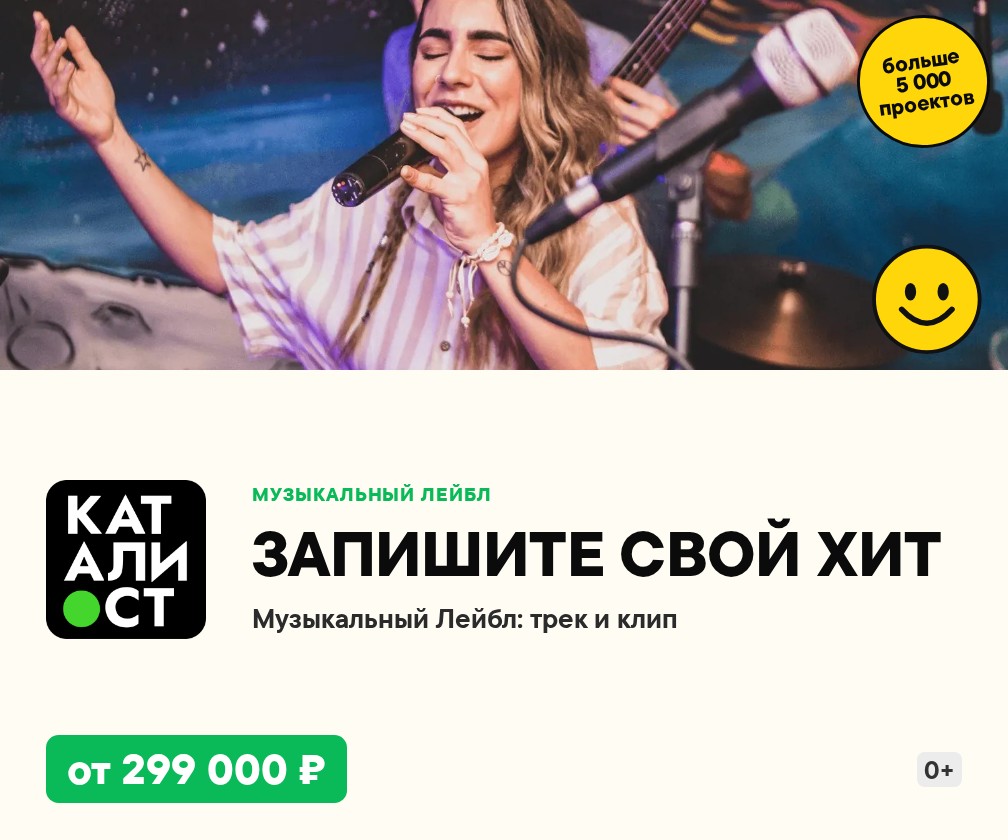 больше
5 000
проектов
КАТ
АЛИ
СТ
МУЗЫКАЛЬНЫЙ ЛЕЙБЛ
ЗАПИШИТЕ СВОЙ ХИТ
Музыкальный Лейбл: трек и клип
от 299 000 ₽
0+